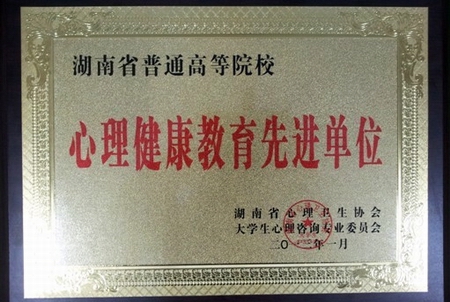 湖南省普通高等院校
心理健康教育先进单位
湖南省心理卫生协会
大学生心理咨询专业委员会
二〇一 年一月